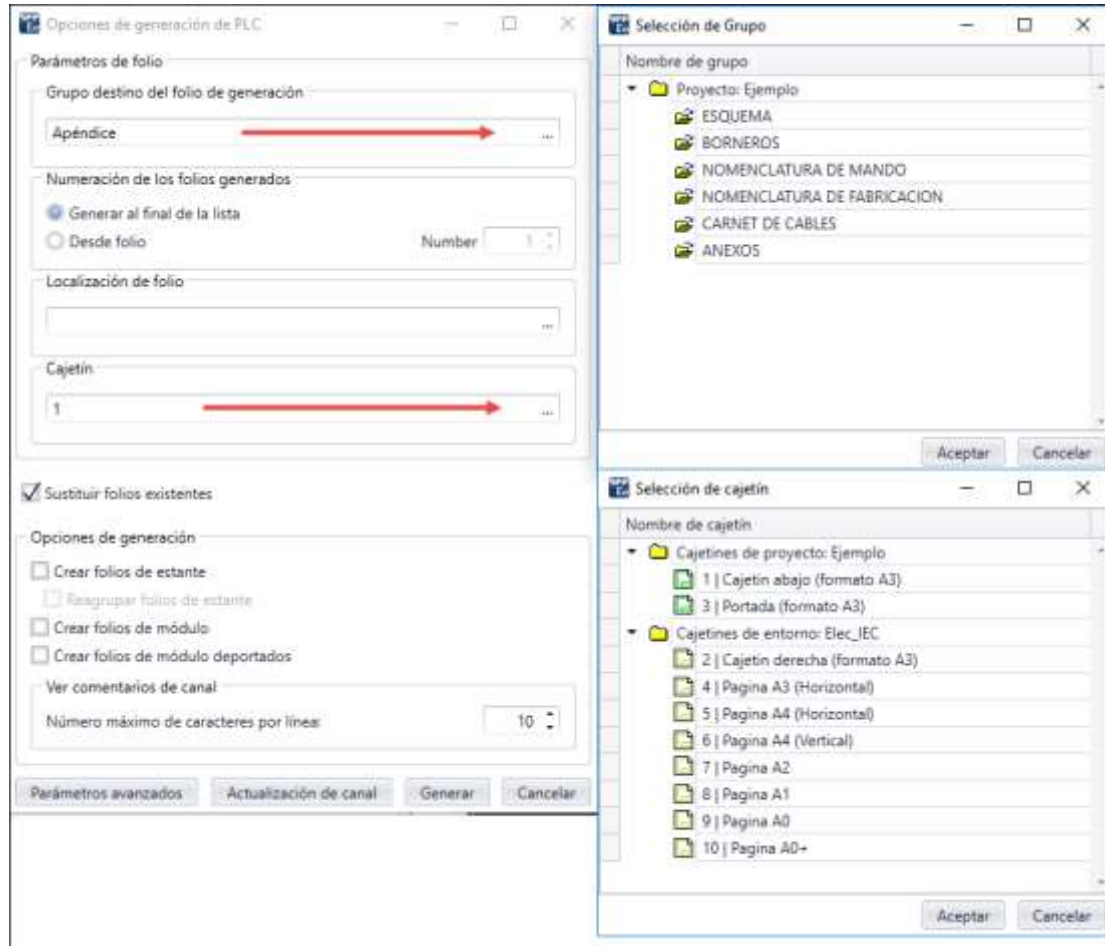 Opciones de generación de PLC
Parámetros de folio
Grupo destino del folio de generación
Apéndice
...
Numeración de los folios generados
Generar al final de la lista
Desde folio
Number
1
Localización de folio
...
Cajetín
1
...
Sustituir folios existentes
Opciones de generación
Crear folios de estante
Reagrupar folios de estante
Crear folios de módulo
Crear folios de módulo deportados
Ver comentarios de canal
Número máximo de caracteres por línea:
10
Parámetros avanzados
Actualización de canal
Generar
Cancelar
Selección de Grupo
Nombre de grupo
Proyecto: Ejemplo
ESQUEMA
BORNEROS
NOMENCLATURA DE MANDO
NOMENCLATURA DE FABRICACION
CARNET DE CABLES
ANEXOS
Aceptar
Cancelar
Selección de cajetín
Nombre de cajetín
Cajetines de proyecto: Ejemplo
1 | Cajetin abajo (formato A3)
3 | Portada (formato A3)
Cajetines de entorno: Elec_IEC
2 | Cajetin derecha (formato A3)
4 | Pagina A3 (Horizontal)
5 | Pagina A4 (Horizontal)
6 | Pagina A4 (Vertical)
7 | Pagina A2
8 | Pagina A1
9 | Pagina A0
10 | Pagina A0+
Aceptar
Cancelar